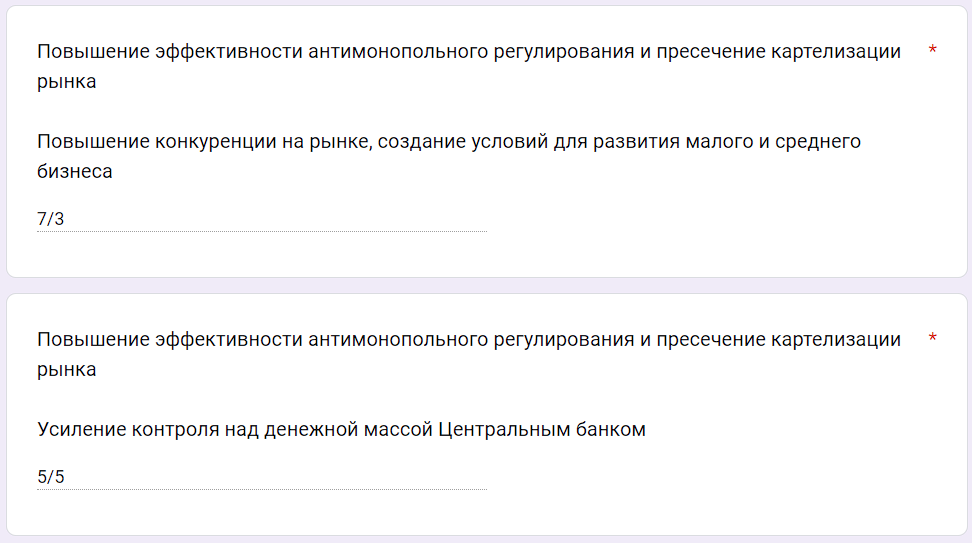 Повышение эффективности антимонопольного регулирования и пресечение картелизации *
рынка
Повышение конкуренции на рынке, создание условий для развития малого и среднего
бизнеса
7/3
Повышение эффективности антимонопольного регулирования и пресечение картелизации *
рынка
Усиление контроля над денежной массой Центральным банком
5/5